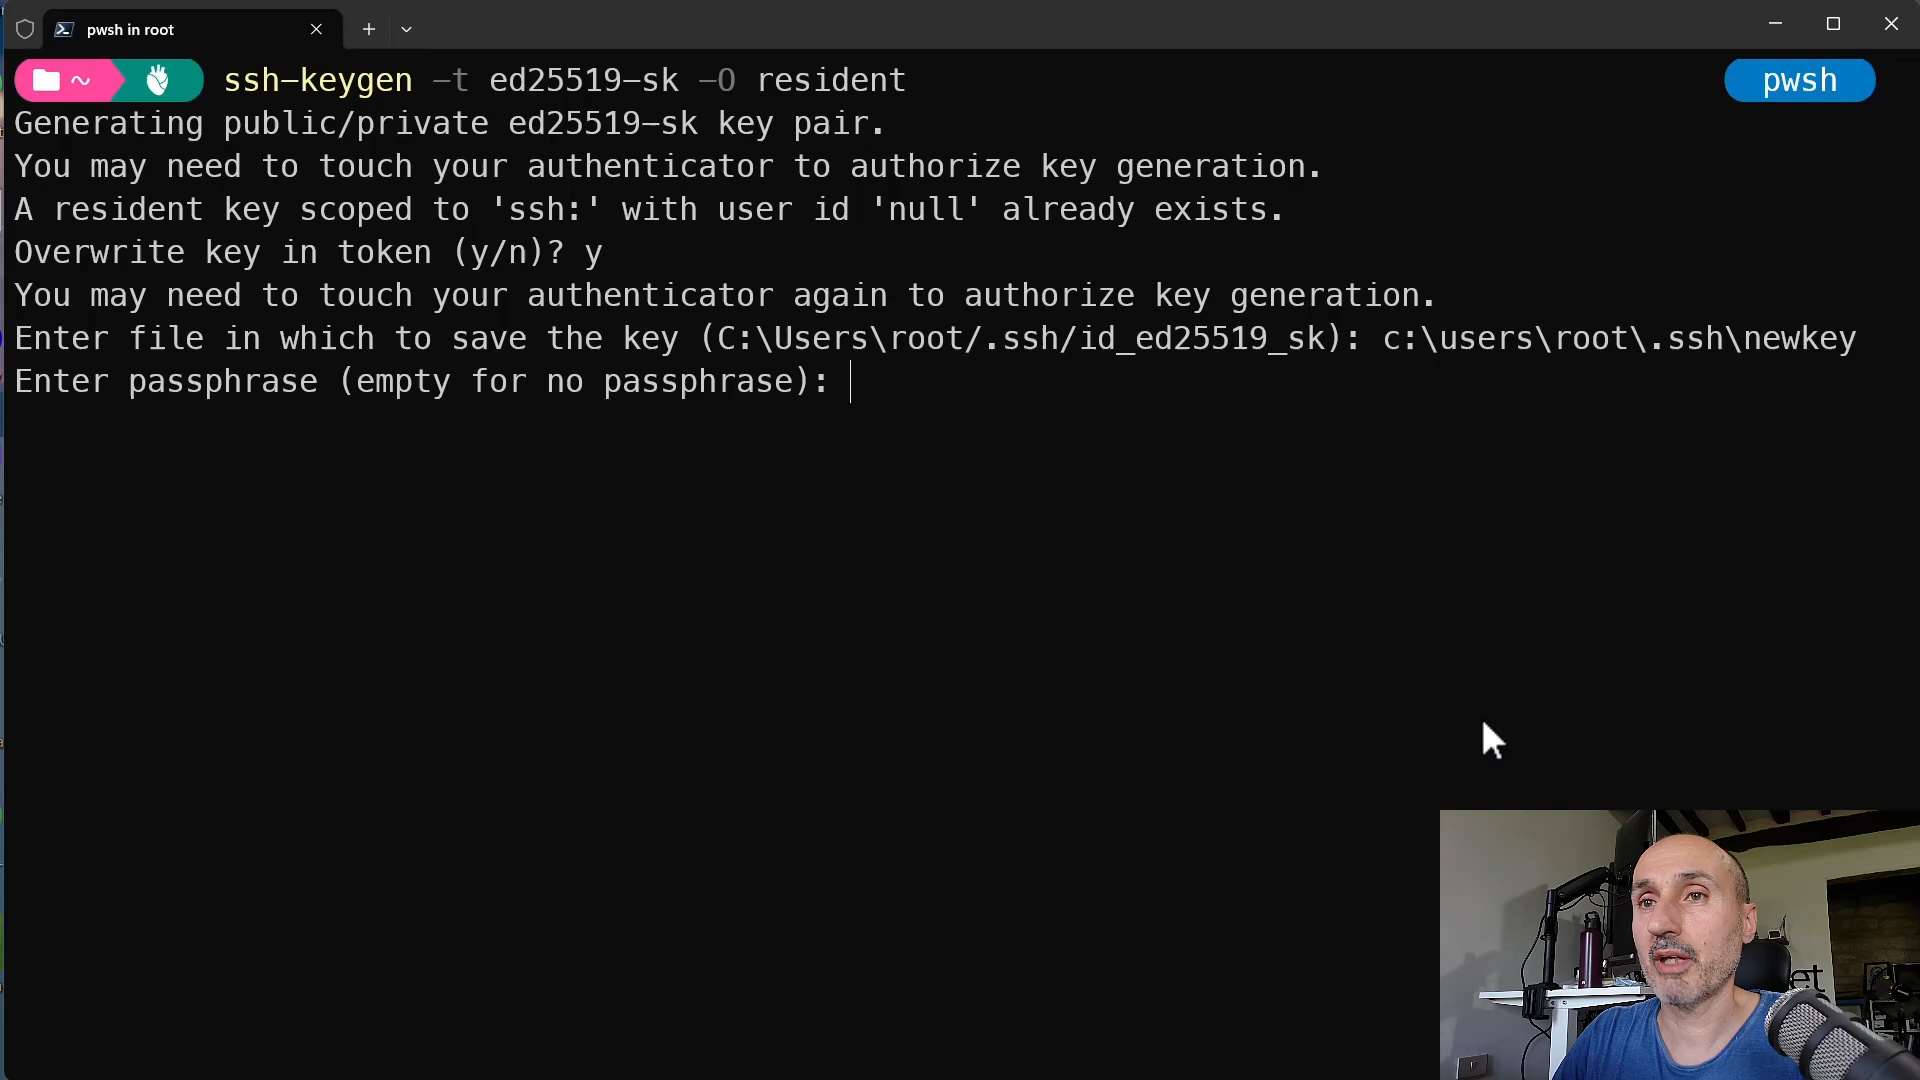 pwsh in root
~ ssh-keygen -t ed25519-sk -O resident
pwsh
Generating public/private ed25519-sk key pair.
You may need to touch your authenticator to authorize key generation.
A resident key scoped to 'ssh:' with user id 'null' already exists.
Overwrite key in token (y/n)? y
You may need to touch your authenticator again to authorize key generation.
Enter file in which to save the key (C:\Users\root/.ssh/id_ed25519_sk): c:\users\root\.ssh\newkey
Enter passphrase (empty for no passphrase):
et